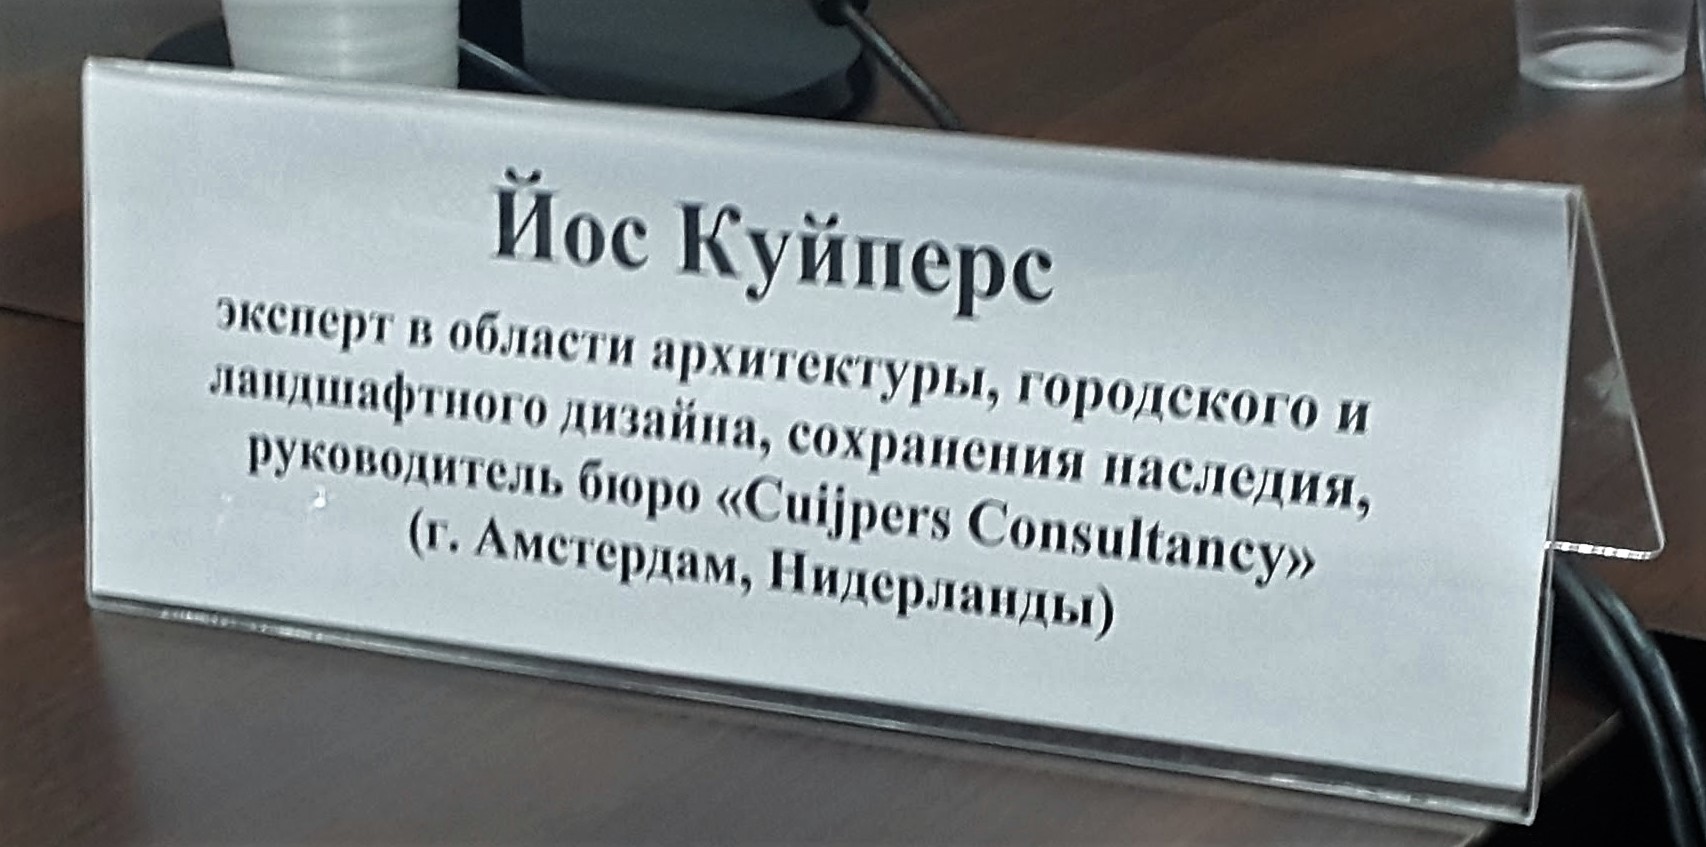 Йос Куйперс
эксперт в области архитектуры, городского и
ландшафтного дизайна, сохранения наследия,
руководитель бюро «Cuijpers Consultancy»
(г. Амстердам, Нидерланды)